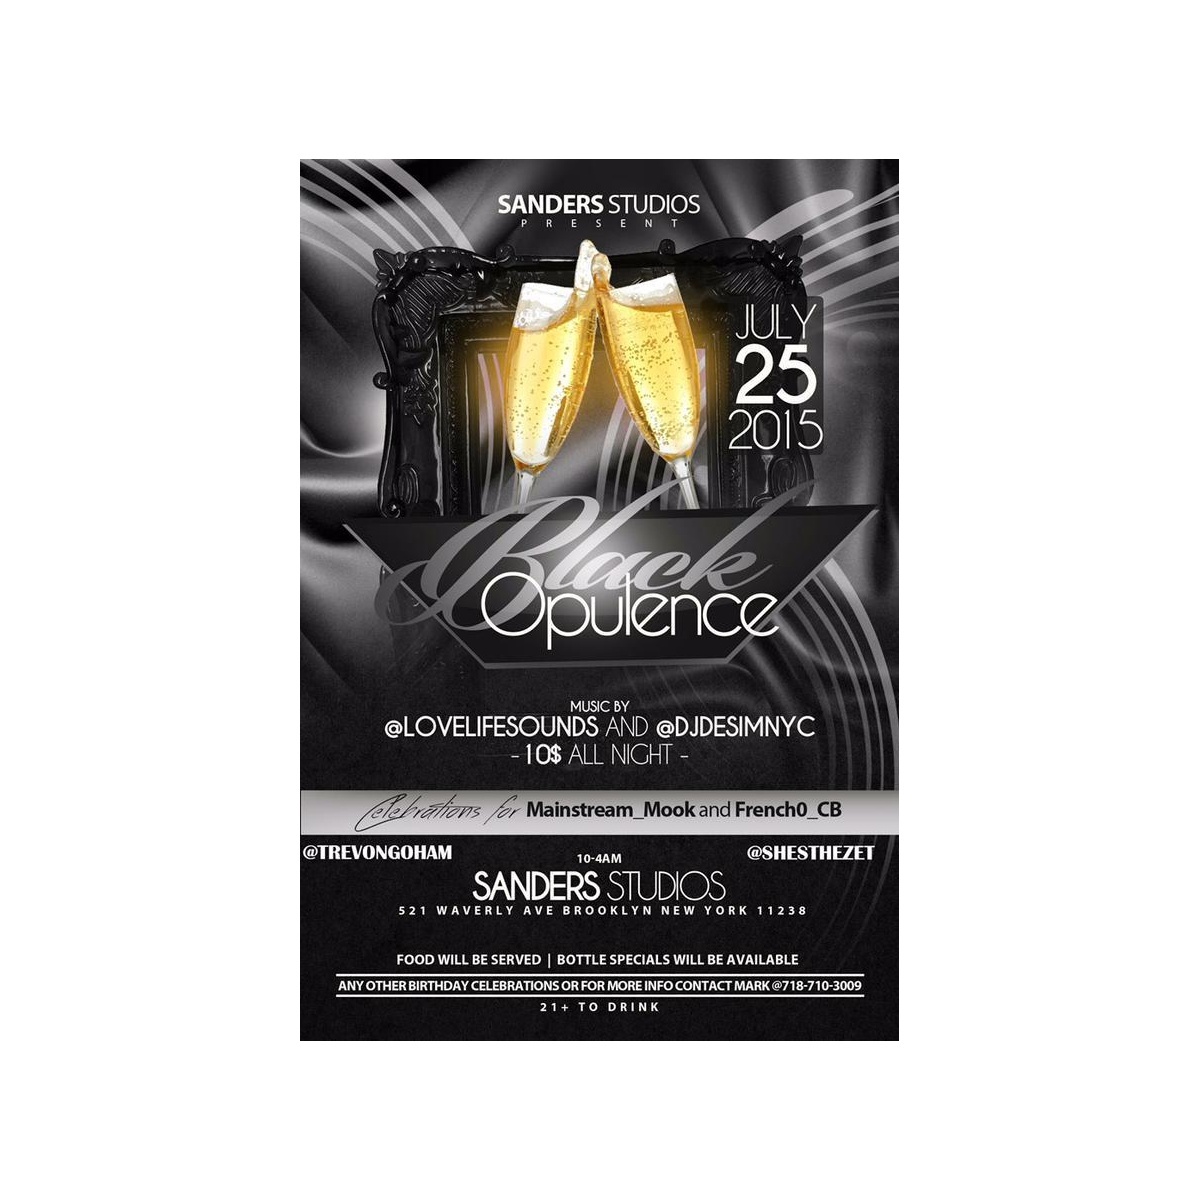 SANDERS STUDIOS
PRESENT
JULY
25
2015
Black
Opulence
MUSIC BY
@LOVELIFESOUNDS AND @DJDESIMNYC
- 10$ ALL NIGHT -
Celebrations for Mainstream_Mook and French0_CB
@TREVONGOHAM
@SHESTHEZET
10-4AM
SANDERS STUDIOS
521 WAVERLY AVE BROOKLYN NEW YORK 11238
FOOD WILL BE SERVED | BOTTLE SPECIALS WILL BE AVAILABLE
ANY OTHER BIRTHDAY CELEBRATIONS OR FOR MORE INFO CONTACT MARK @718-710-3009
21+ TO DRINK